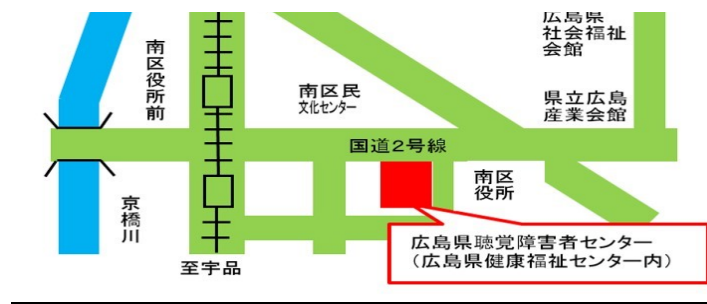 広島県
社会福祉
会館
南区役所前
南区民
文化センター
県立広島
産業会館
国道2号線
南区
役所
京橋川
広島県聴覚障害者センター
(広島県健康福祉センター内)
至宇品